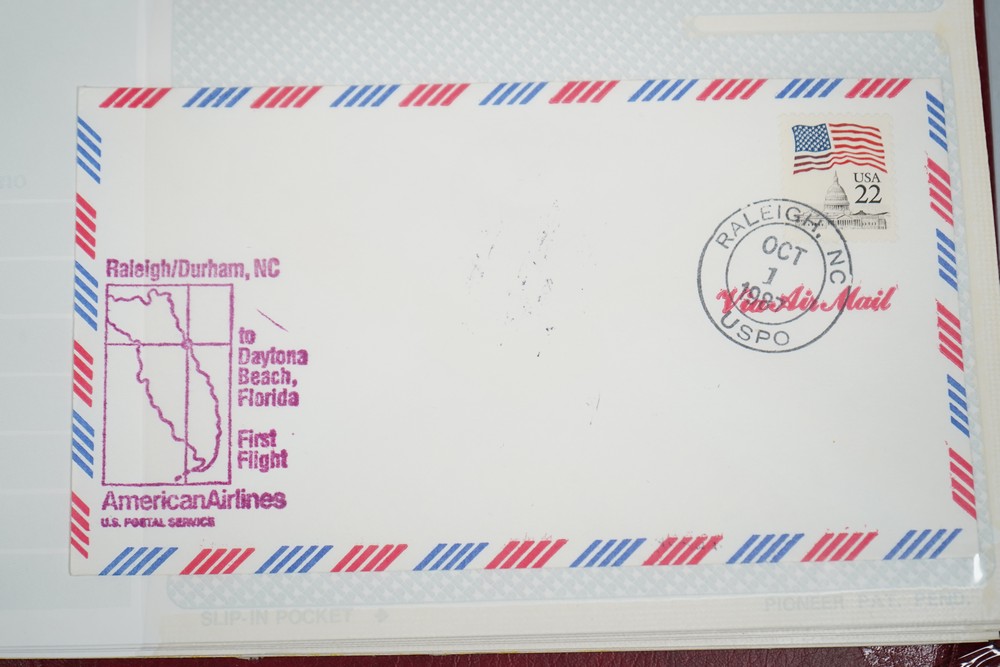 USA
22
RALEIGH, NC
OCT
1
1987
USPO
Via Air Mail
Raleigh/Durham, NC
to
Daytona
Beach,
Florida
First
Flight
AmericanAirlines
U.S. POSTAL SERVICE
SLIP-IN POCKET
PIONEER PAT. PEND.